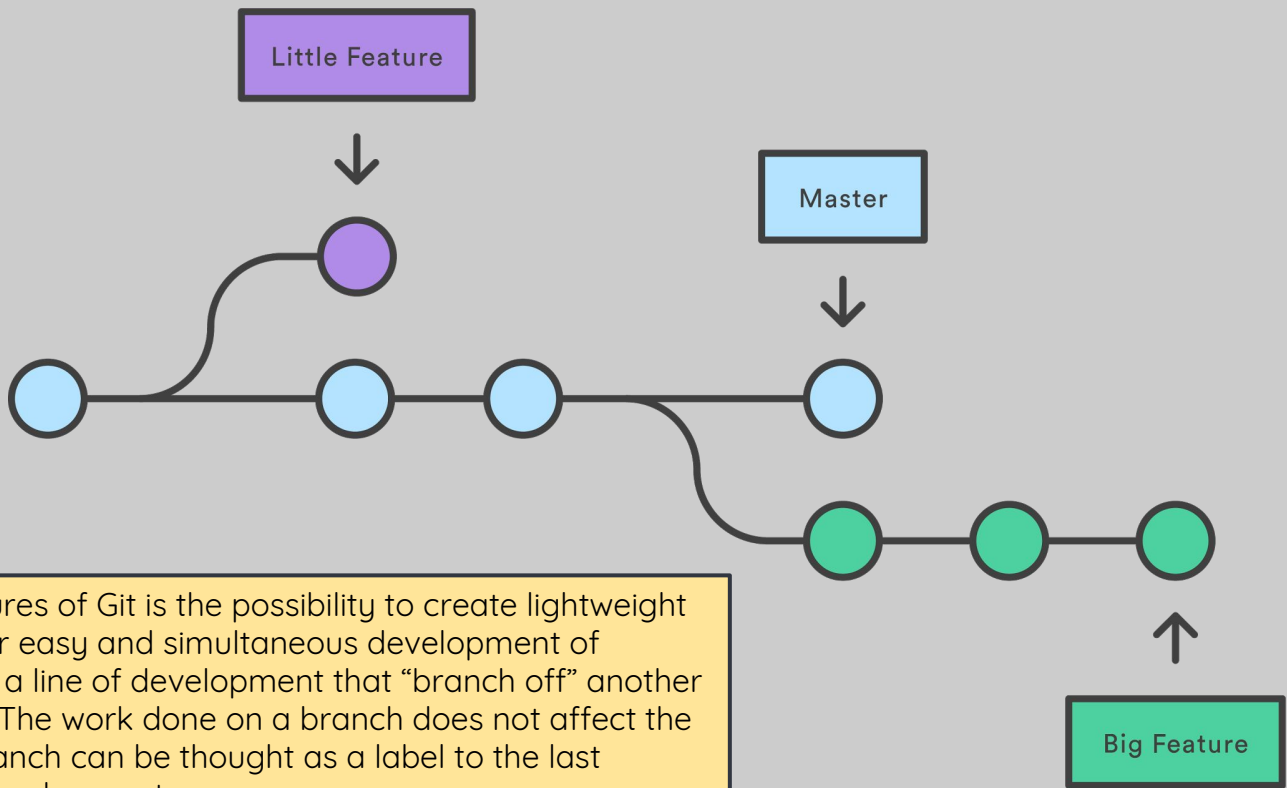 Little Feature
Master
ures of Git is the possibility to create lightweight
r easy and simultaneous development of
a line of development that “branch off” another
The work done on a branch does not affect the
anch can be thought as a label to the last
Big Feature